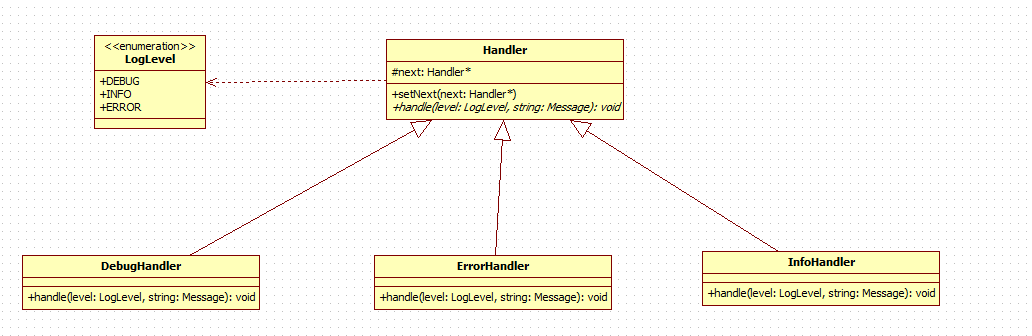 <<enumeration>>
LogLevel
+DEBUG
+INFO
+ERROR
Handler
#next: Handler*
+setNext(next: Handler*)
+handle(level: LogLevel, string: Message): void
DebugHandler
+handle(level: LogLevel, string: Message): void
ErrorHandler
+handle(level: LogLevel, string: Message): void
InfoHandler
+handle(level: LogLevel, string: Message): void